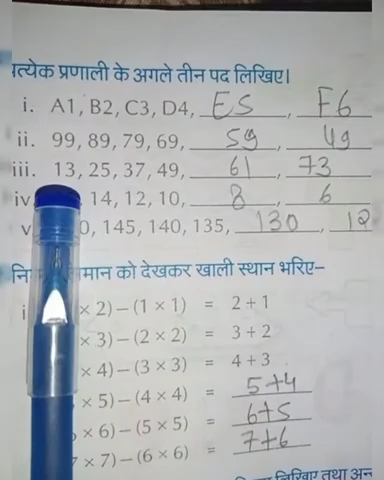 प्रत्येक प्रणाली के अगले तीन पद लिखिए।
i. A1, B2, C3, D4, E5, F6
ii. 99, 89, 79, 69, 59, 49
iii. 13, 25, 37, 49, 61, 73
iv 14, 12, 10, 8, 6
v 0, 145, 140, 135, 130, 12
को देखकर खाली स्थान भरिए–
i × 2) – (1 × 1) = 2 + 1
× 3) – (2 × 2) = 3 + 2
× 4) – (3 × 3) = 4 + 3
× 5) – (4 × 4) = 5+4
× 6) – (5 × 5) = 6+5
× 7) – (6 × 6) = 7+6
लिखिए तथा